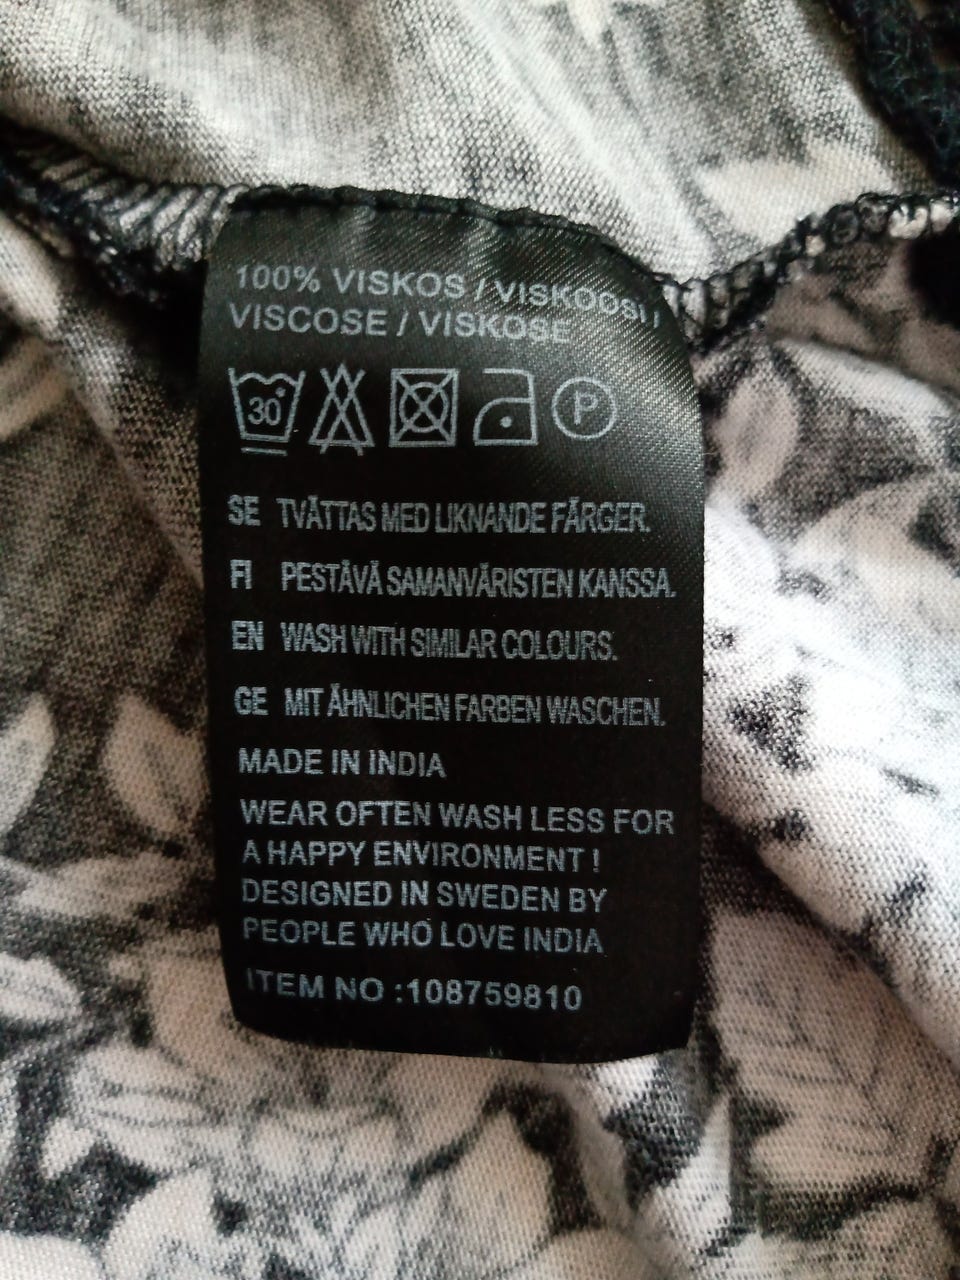 100% VISKOS / VISKOOSI /
VISCOSE / VISKOSE
30° P
SE TVÄTTAS MED LIKNANDE FÄRGER.
FI PESTÄVÄ SAMANVÄRISTEN KANSSA.
EN WASH WITH SIMILAR COLOURS.
GE MIT ÄHNLICHEN FARBEN WASCHEN.
MADE IN INDIA
WEAR OFTEN WASH LESS FOR
A HAPPY ENVIRONMENT !
DESIGNED IN SWEDEN BY
PEOPLE WHO LOVE INDIA
ITEM NO :108759810